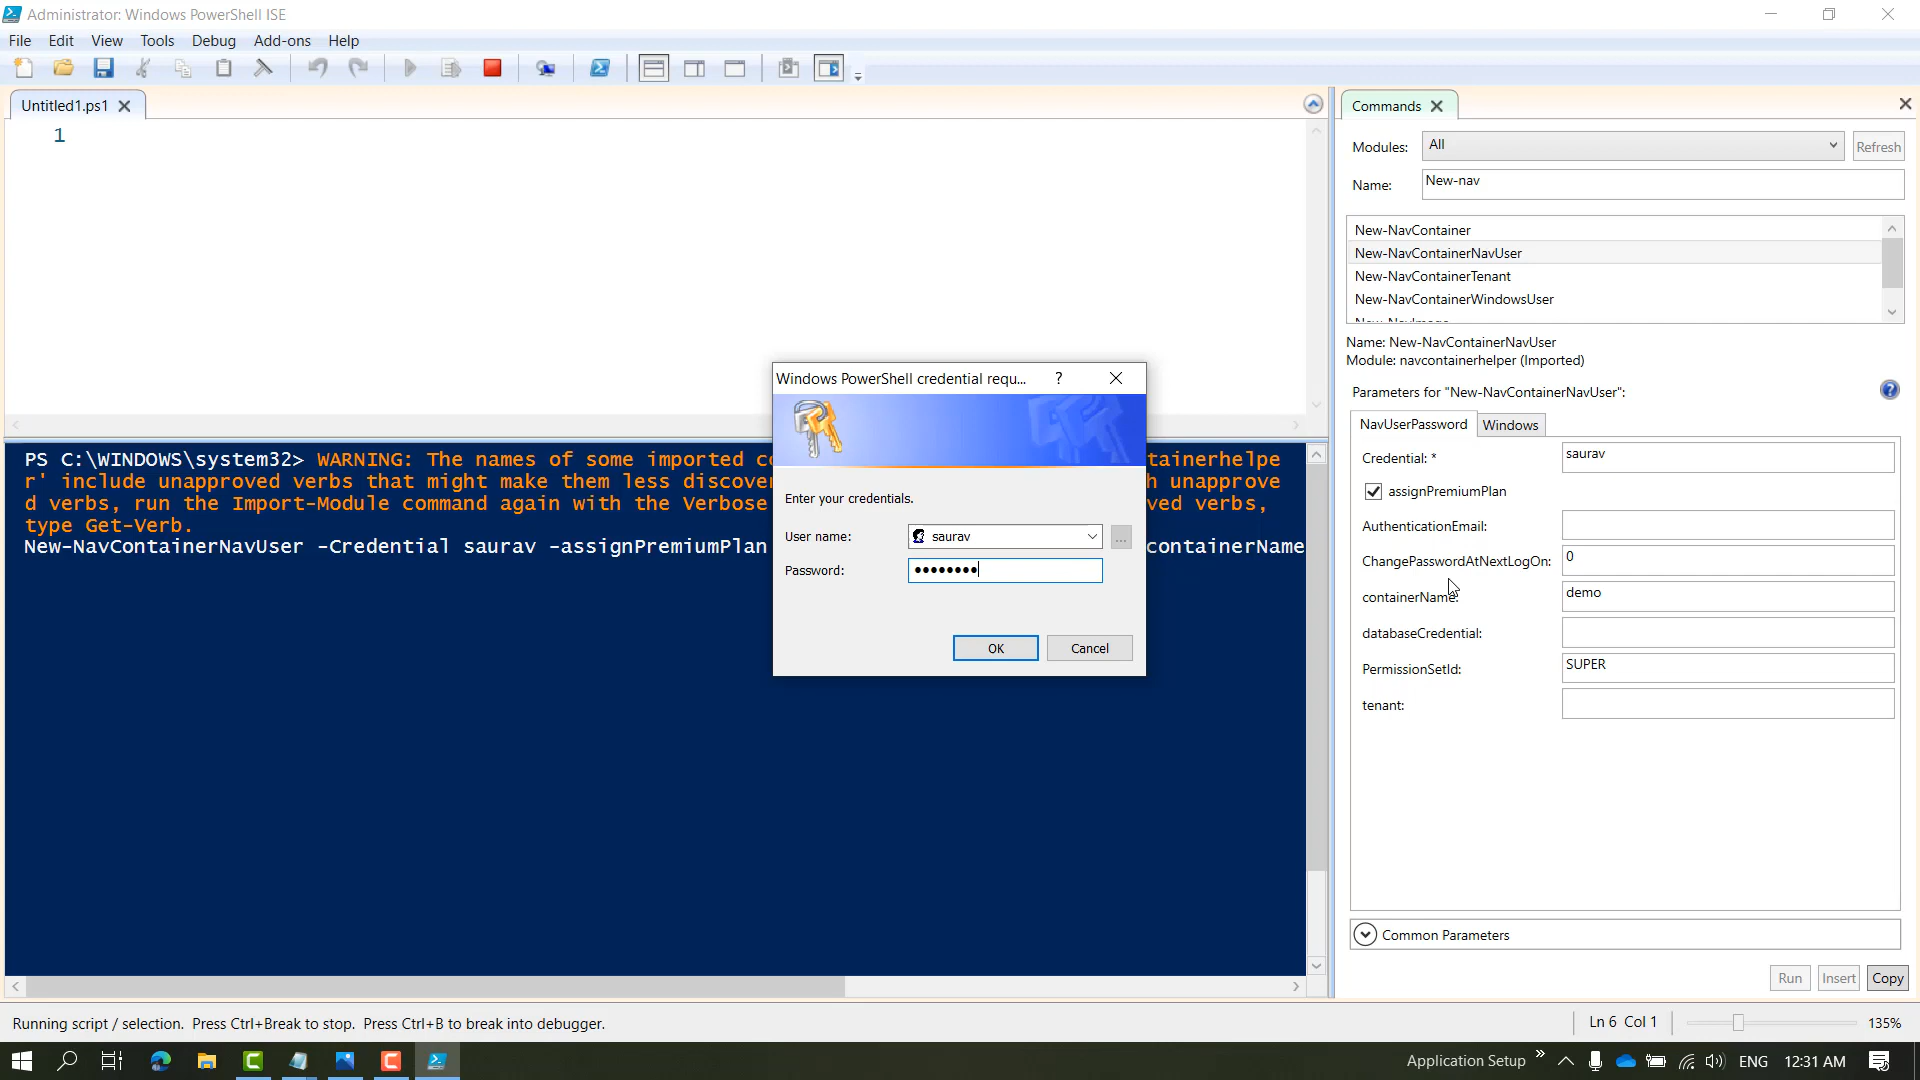 Administrator: Windows PowerShell ISE
File Edit View Tools Debug Add-ons Help
Untitled1.ps1
1
PS C:\WINDOWS\system32> WARNING: The names of some imported co
tainerhelpe
r' include unapproved verbs that might make them less discover
h unapprove
d verbs, run the Import-Module command again with the Verbose
ved verbs,
type Get-Verb.
New-NavContainerNavUser -Credential saurav -assignPremiumPlan
containerName
Windows PowerShell credential requ... ?
Enter your credentials.
User name: saurav ...
Password: ••••••••
OK Cancel
Commands
Modules: All Refresh
Name: New-nav
New-NavContainer
New-NavContainerNavUser
New-NavContainerTenant
New-NavContainerWindowsUser
Name: New-NavContainerNavUser
Module: navcontainerhelper (Imported)
Parameters for "New-NavContainerNavUser": ?
NavUserPassword Windows
Credential: * saurav
assignPremiumPlan
AuthenticationEmail:
ChangePasswordAtNextLogOn: 0
containerName: demo
databaseCredential:
PermissionSetId: SUPER
tenant:
Common Parameters
Run Insert Copy
Running script / selection. Press Ctrl+Break to stop. Press Ctrl+B to break into debugger.
Ln 6 Col 1
135%
Application Setup » ENG 12:31 AM